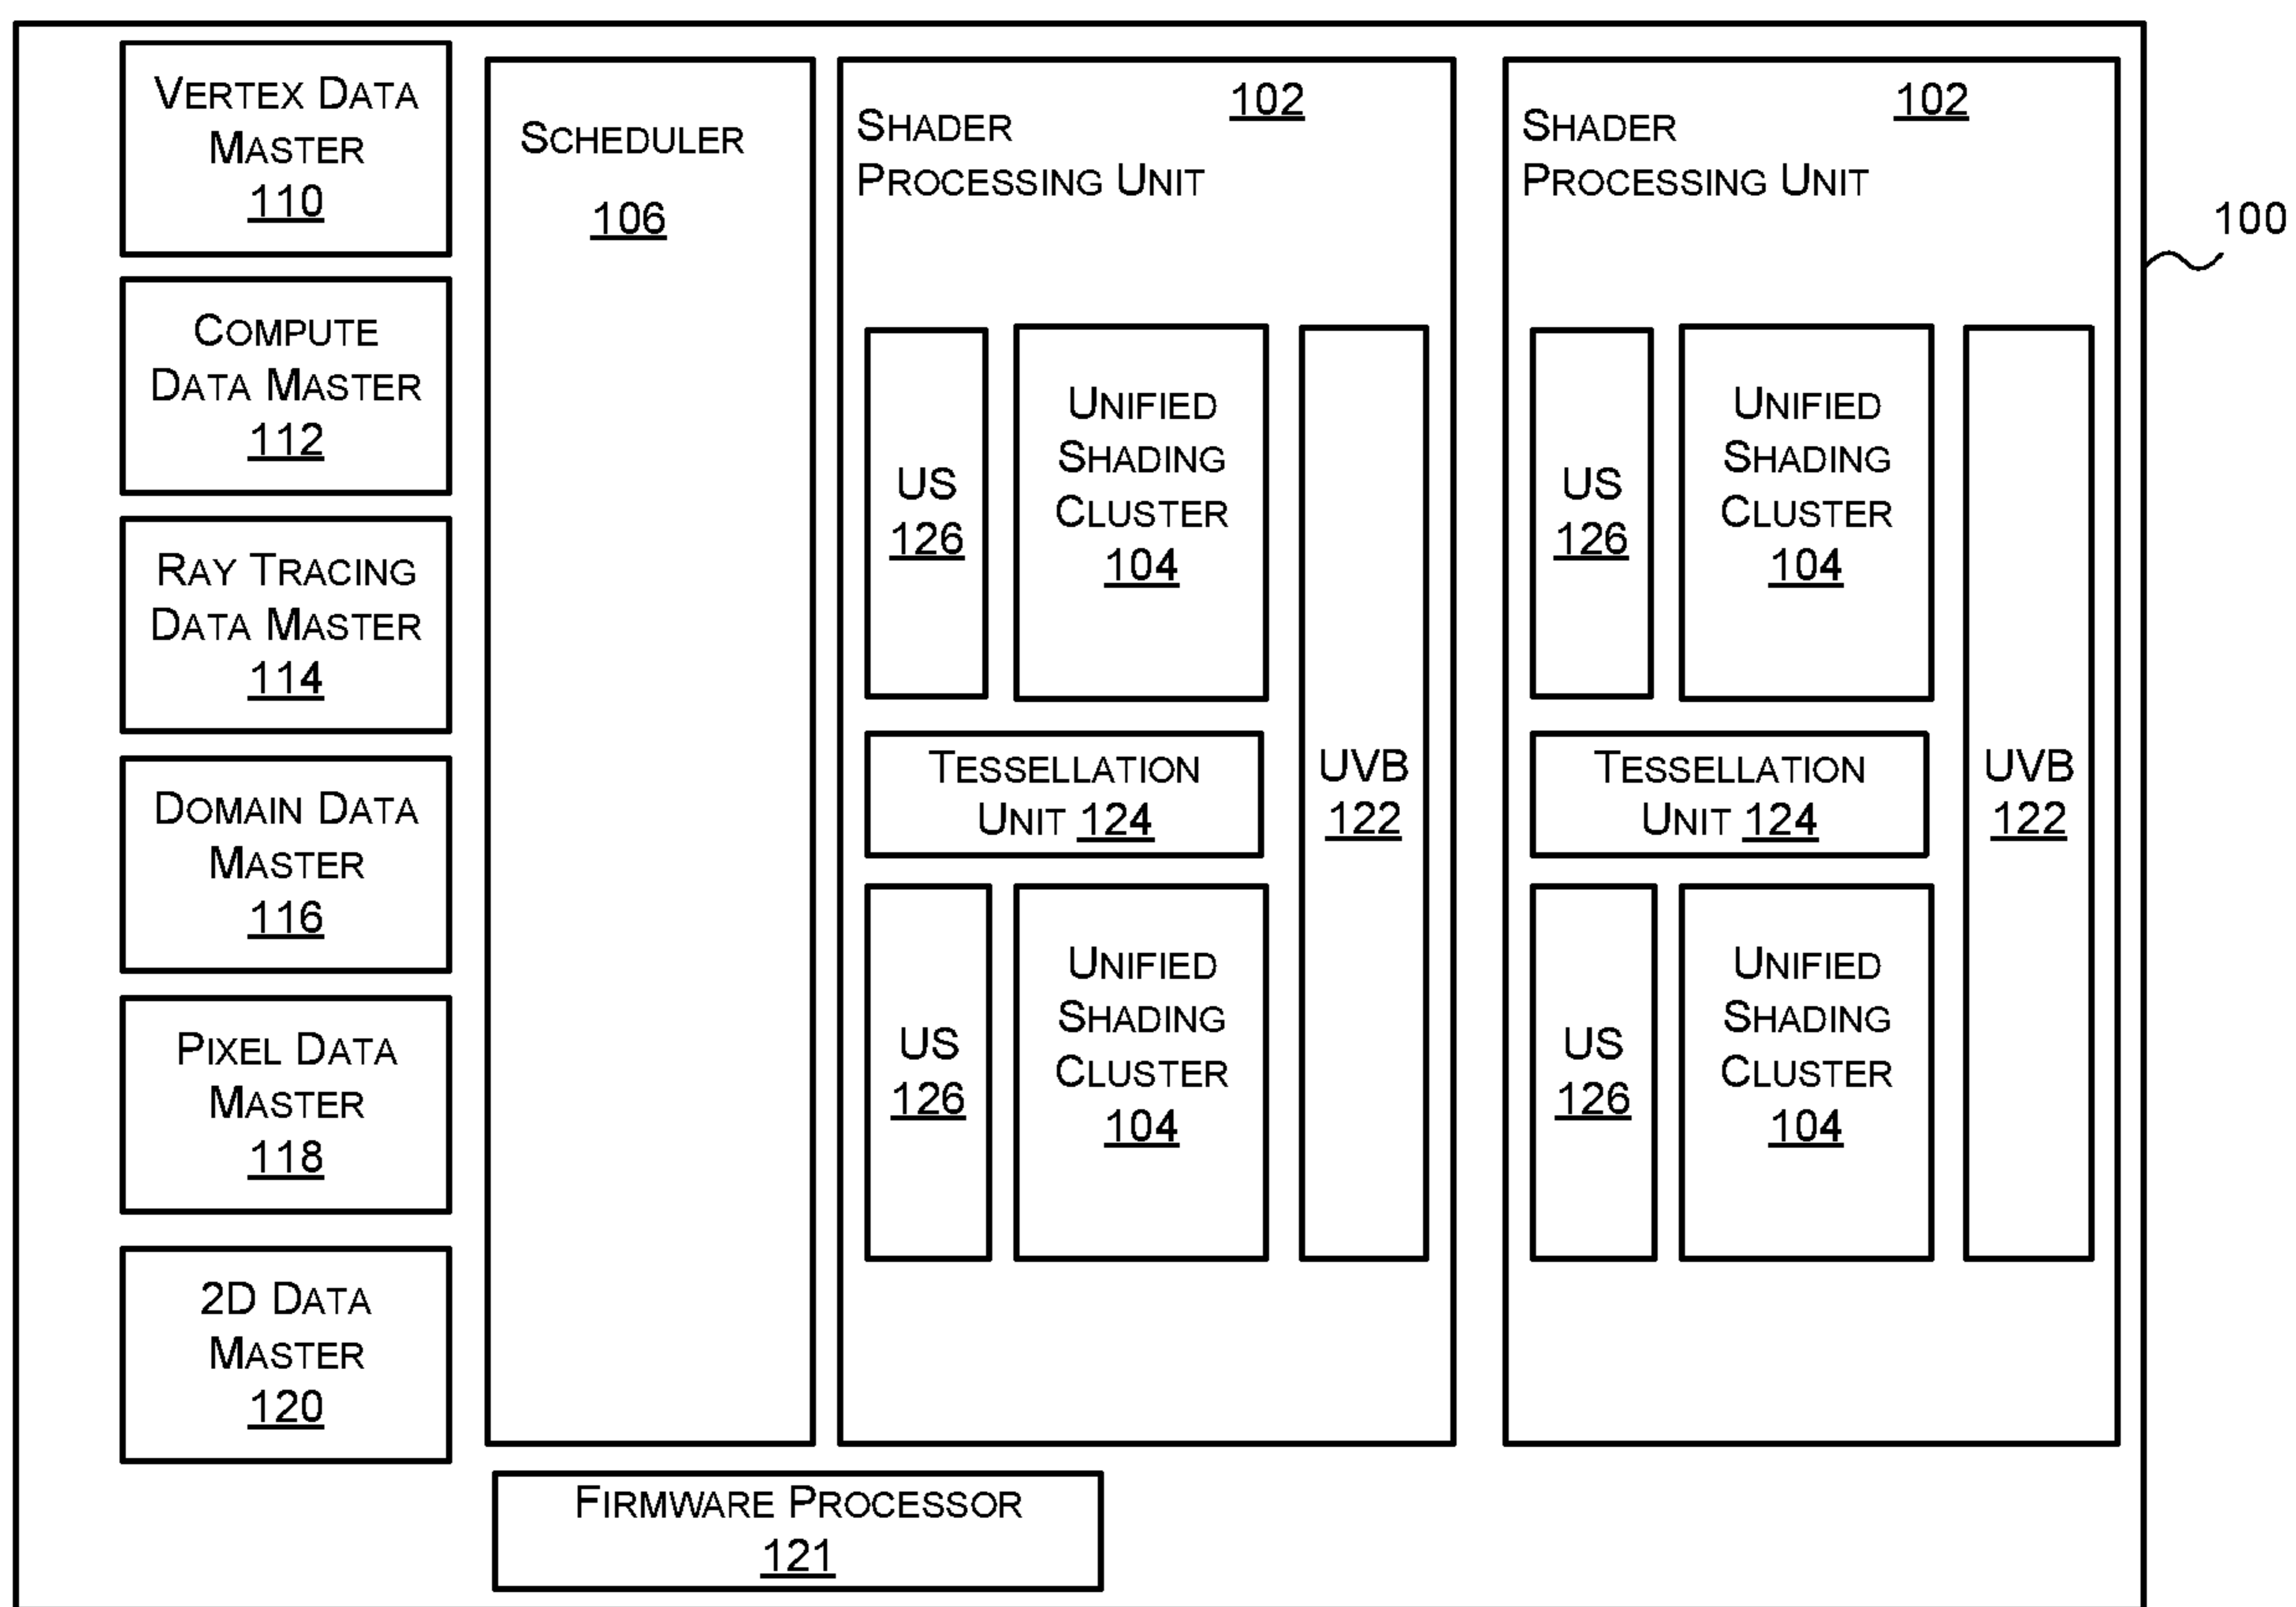 VERTEX DATA
MASTER
110
COMPUTE
DATA MASTER
112
RAY TRACING
DATA MASTER
114
DOMAIN DATA
MASTER
116
PIXEL DATA
MASTER
118
2D DATA
MASTER
120
SCHEDULER
106
102
SHADER
PROCESSING UNIT
US
126
UNIFIED
SHADING
CLUSTER
104
TESSELLATION
UNIT 124
UVB
122
US
126
UNIFIED
SHADING
CLUSTER
104
102
SHADER
PROCESSING UNIT
US
126
UNIFIED
SHADING
CLUSTER
104
TESSELLATION
UNIT 124
UVB
122
US
126
UNIFIED
SHADING
CLUSTER
104
100
FIRMWARE PROCESSOR
121